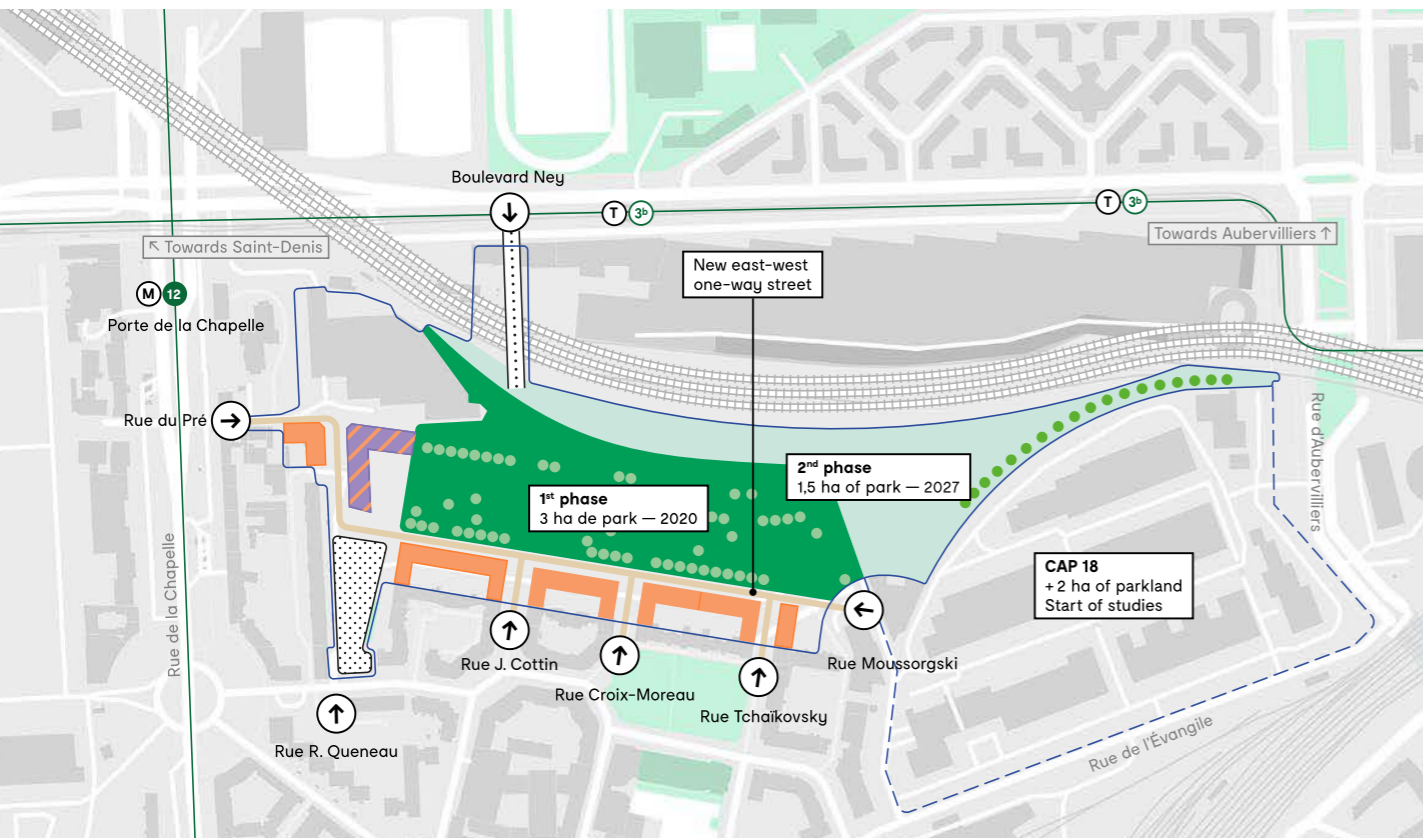 Boulevard Ney
T 3b
T 3b
↖ Towards Saint-Denis
Towards Aubervilliers ↑
New east-west
one-way street
M 12
Porte de la Chapelle
Rue du Pré
1st phase
3 ha de park — 2020
2nd phase
1,5 ha of park — 2027
Rue d'Aubervilliers
CAP 18
+ 2 ha of parkland
Start of studies
Rue de la Chapelle
Rue J. Cottin
Rue Croix-Moreau
Rue Tchaïkovsky
Rue Moussorgski
Rue R. Queneau
Rue de l'Évangile